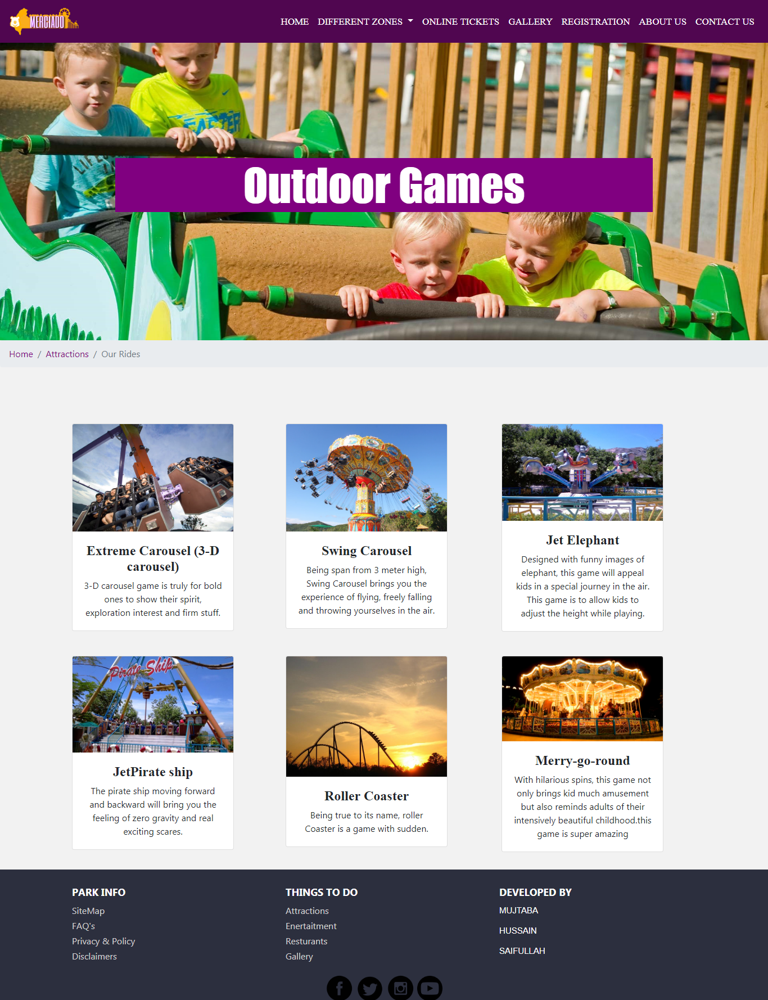 MERCIADO
HOME DIFFERENT ZONES ONLINE TICKETS GALLERY REGISTRATION ABOUT US CONTACT US
EASTER
LIFE
Outdoor Games
Home / Attractions / Our Rides
Extreme Carousel (3-D
carousel)
3-D carousel game is truly for bold
ones to show their spirit,
exploration interest and firm stuff.
Swing Carousel
Being span from 3 meter high,
Swing Carousel brings you the
experience of flying, freely falling
and throwing yourselves in the air.
Jet Elephant
Designed with funny images of
elephant, this game will appeal
kids in a special journey in the air.
This game is to allow kids to
adjust the height while playing.
Pirate Ship
JetPirate ship
The pirate ship moving forward
and backward will bring you the
feeling of zero gravity and real
exciting scares.
Roller Coaster
Being true to its name, roller
Coaster is a game with sudden.
Merry-go-round
With hilarious spins, this game not
only brings kid much amusement
but also reminds adults of their
intensively beautiful childhood.this
game is super amazing
PARK INFO
SiteMap
FAQ's
Privacy & Policy
Disclaimers
THINGS TO DO
Attractions
Enertaitment
Resturants
Gallery
DEVELOPED BY
MUJTABA
HUSSAIN
SAIFULLAH